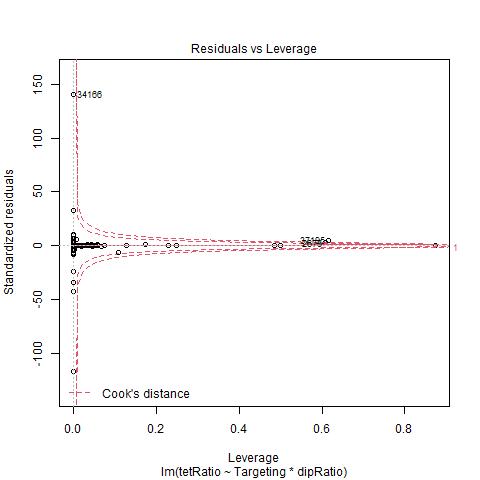 Residuals vs Leverage
150
34166
100
50
0
-50
-100
Standardized residuals
1
Cook's distance
0.0
0.2
0.4
0.6
0.8
Leverage
lm(tetRatio ~ Targeting * dipRatio)